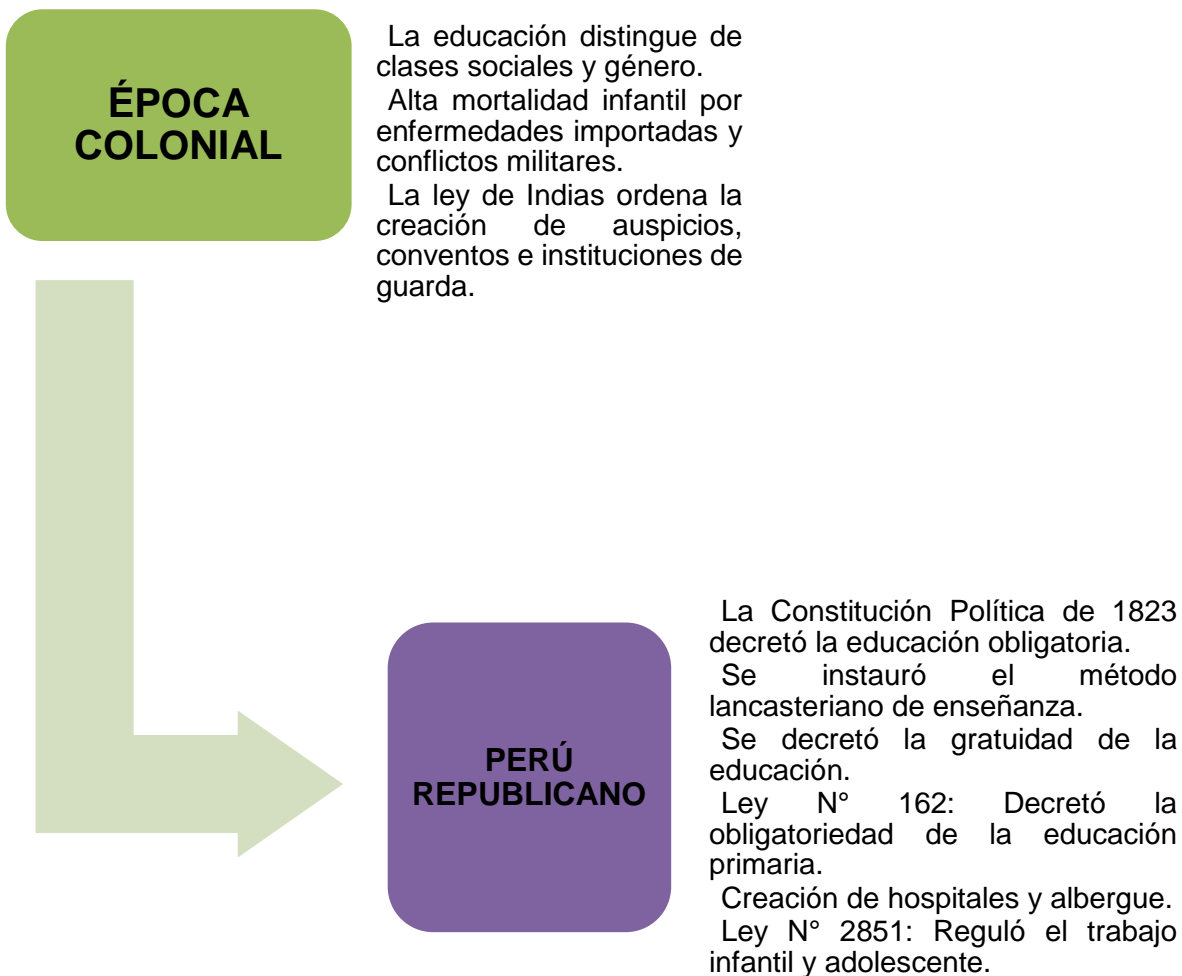 ÉPOCA
COLONIAL
La educación distingue de
clases sociales y género.
Alta mortalidad infantil por
enfermedades importadas y
conflictos militares.
La ley de Indias ordena la
creación de auspicios,
conventos e instituciones de
guarda.
PERÚ
REPUBLICANO
La Constitución Política de 1823
decretó la educación obligatoria.
Se instauró el método
lancasteriano de enseñanza.
Se decretó la gratuidad de la
educación.
Ley N° 162: Decretó la
obligatoriedad de la educación
primaria.
Creación de hospitales y albergue.
Ley N° 2851: Reguló el trabajo
infantil y adolescente.